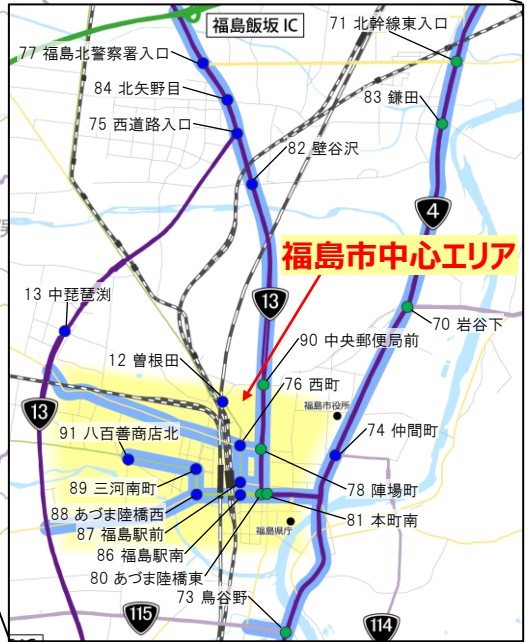 福島飯坂 IC
71 北幹線東入口
77 福島北警察署入口
84 北矢野目
83 鎌田
75 西道路入口
82 壁谷沢
4
福島市中心エリア
13 中琵琶渕
13
90 中央郵便局前
70 岩谷下
12 曽根田
76 西町
福島市役所
13
91 八百善商店北
74 仲間町
89 三河南町
78 陣場町
88 あづま陸橋西
81 本町南
87 福島駅前
福島県庁
86 福島駅南
80 あづま陸橋東
73 鳥谷野
115
114